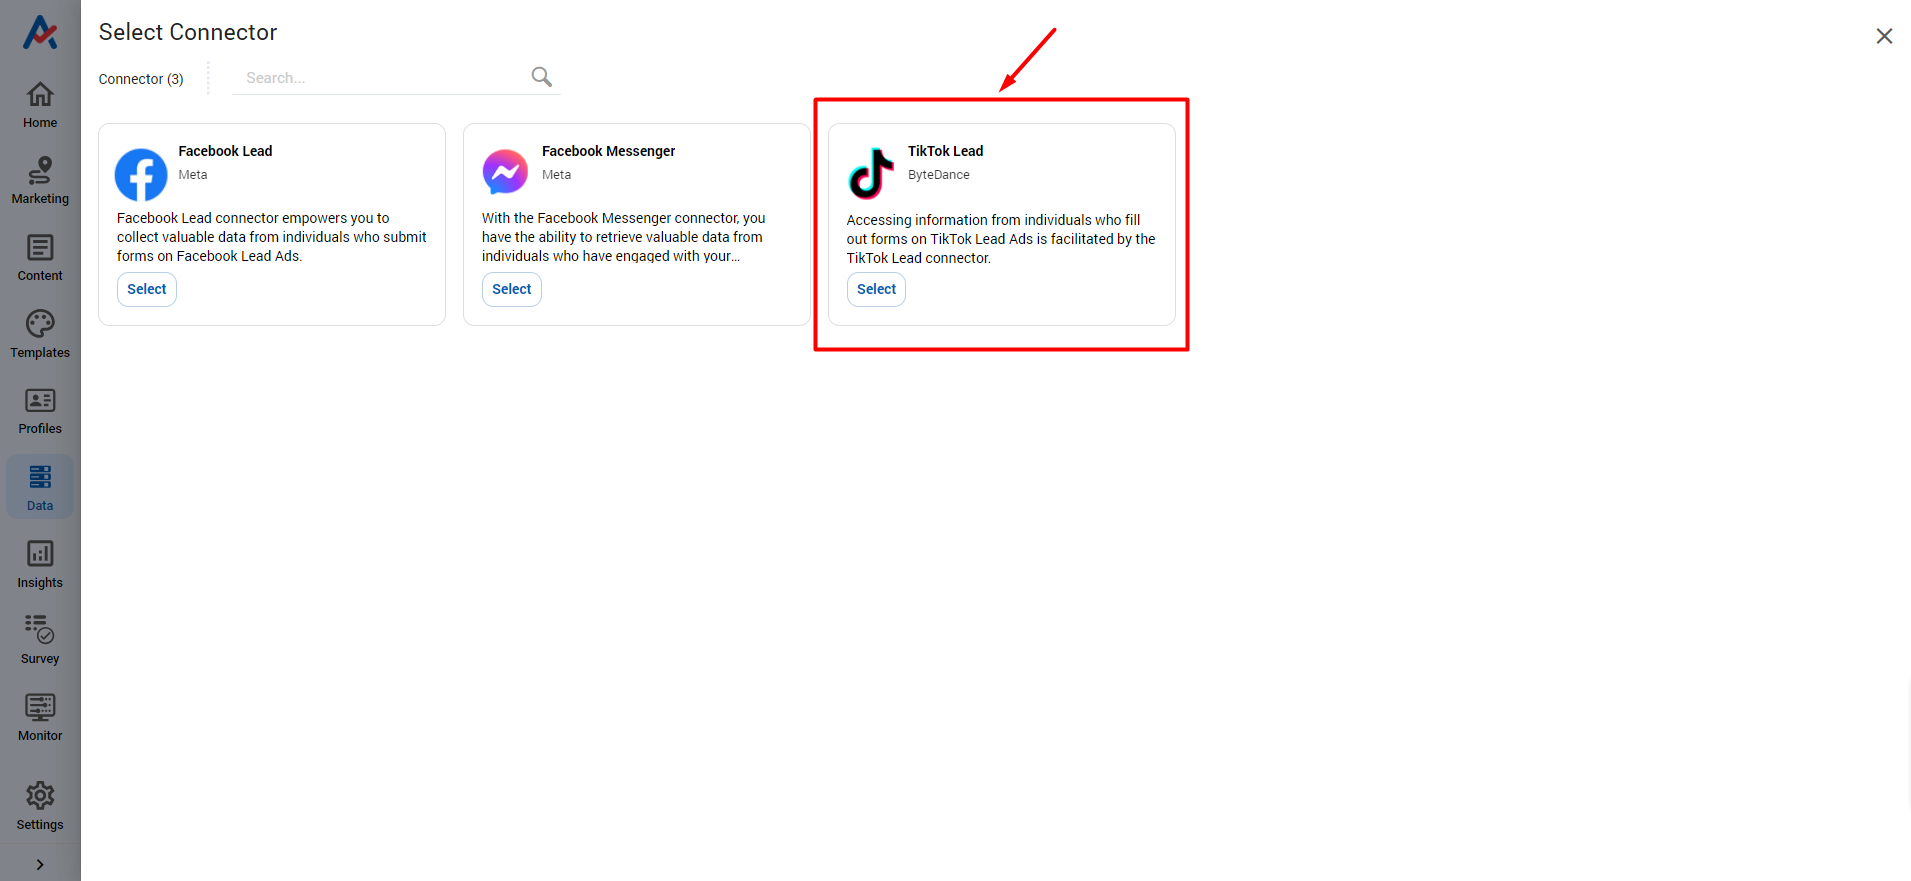 Select Connector
Connector (3)
Search...
Home
Marketing
Content
Templates
Profiles
Data
Insights
Survey
Monitor
Settings
Facebook Lead
Meta
Facebook Lead connector empowers you to
collect valuable data from individuals who submit
forms on Facebook Lead Ads.
Select
Facebook Messenger
Meta
With the Facebook Messenger connector, you
have the ability to retrieve valuable data from
individuals who have engaged with your...
Select
TikTok Lead
ByteDance
Accessing information from individuals who fill
out forms on TikTok Lead Ads is facilitated by the
TikTok Lead connector.
Select